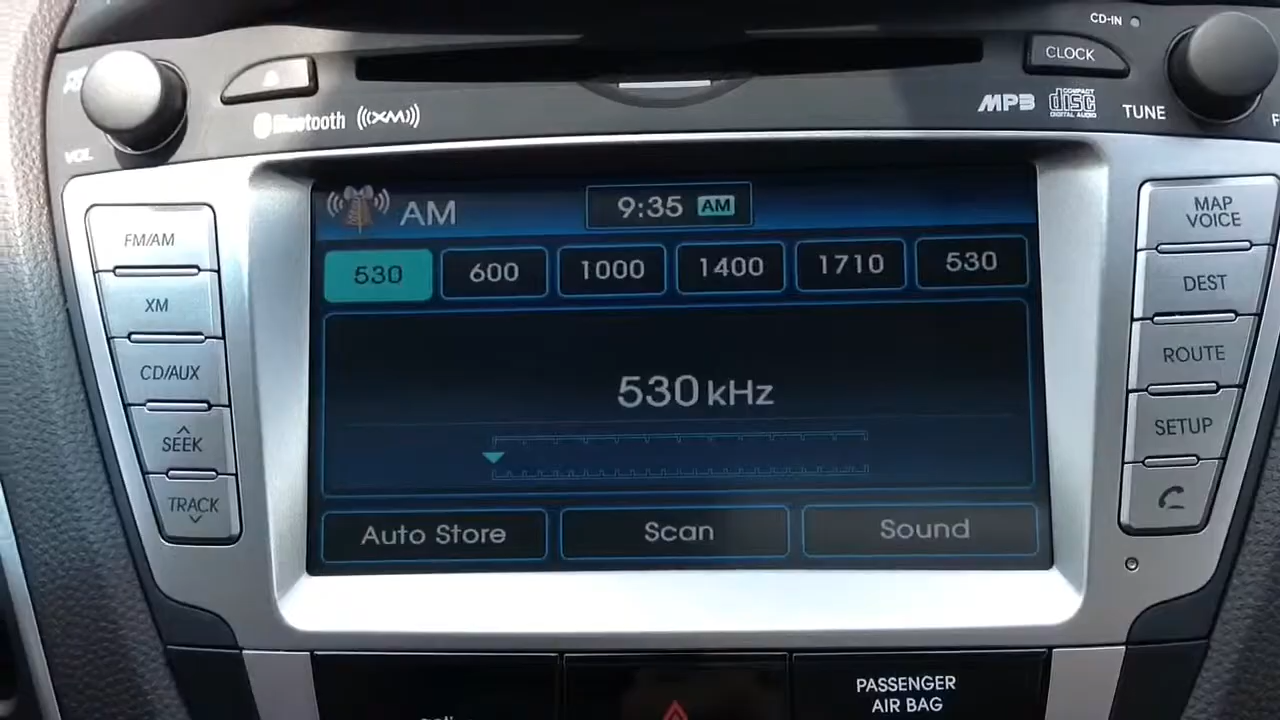 CD-IN
CLOCK
Bluetooth XM
MP3 COMPACT disc DIGITAL AUDIO
TUNE
VOL
AM
9:35 AM
530 600 1000 1400 1710 530
530 kHz
Auto Store Scan Sound
FM/AM
XM
CD/AUX
SEEK
TRACK
MAP
VOICE
DEST
ROUTE
SETUP
PASSENGER
AIR BAG